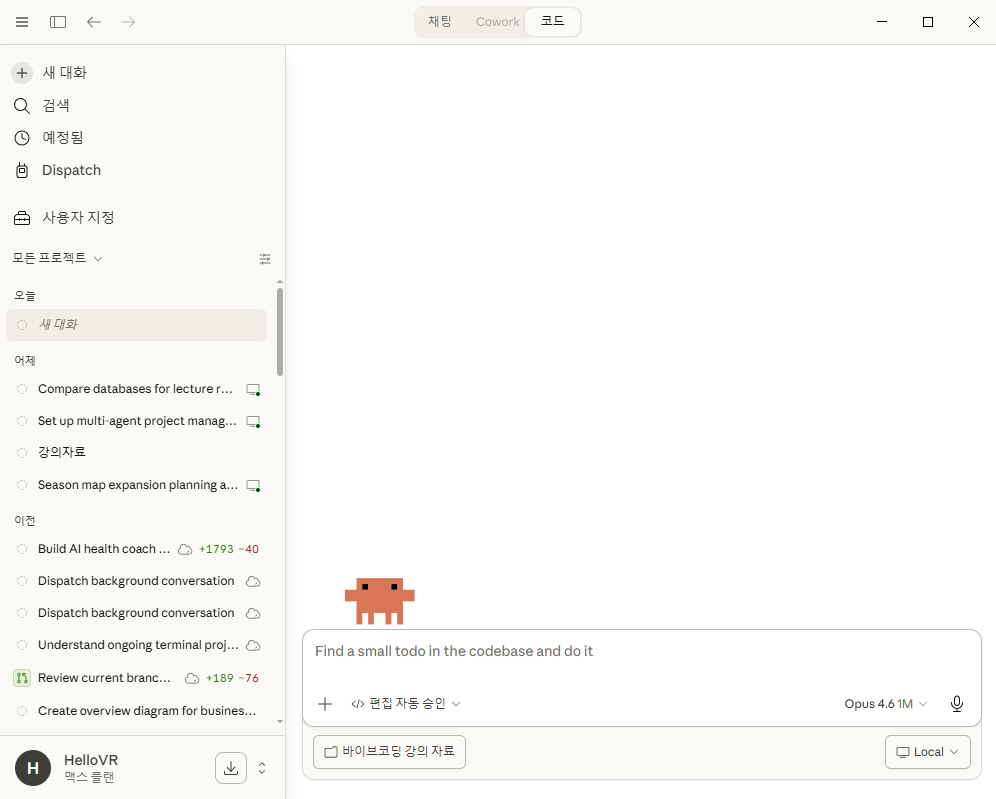 채팅 Cowork 코드
새 대화
검색
예정됨
Dispatch
사용자 지정
모든 프로젝트
오늘
새 대화
어제
Compare databases for lecture r...
Set up multi-agent project manag...
강의자료
Season map expansion planning a...
이전
Build AI health coach ... +1793 -40
Dispatch background conversation
Dispatch background conversation
Understand ongoing terminal proj...
Review current branc... +189 -76
Create overview diagram for busines...
H
HelloVR
맥스 플랜
Find a small todo in the codebase and do it
</> 편집 자동 승인
Opus 4.6 1M
바이브코딩 강의 자료
Local